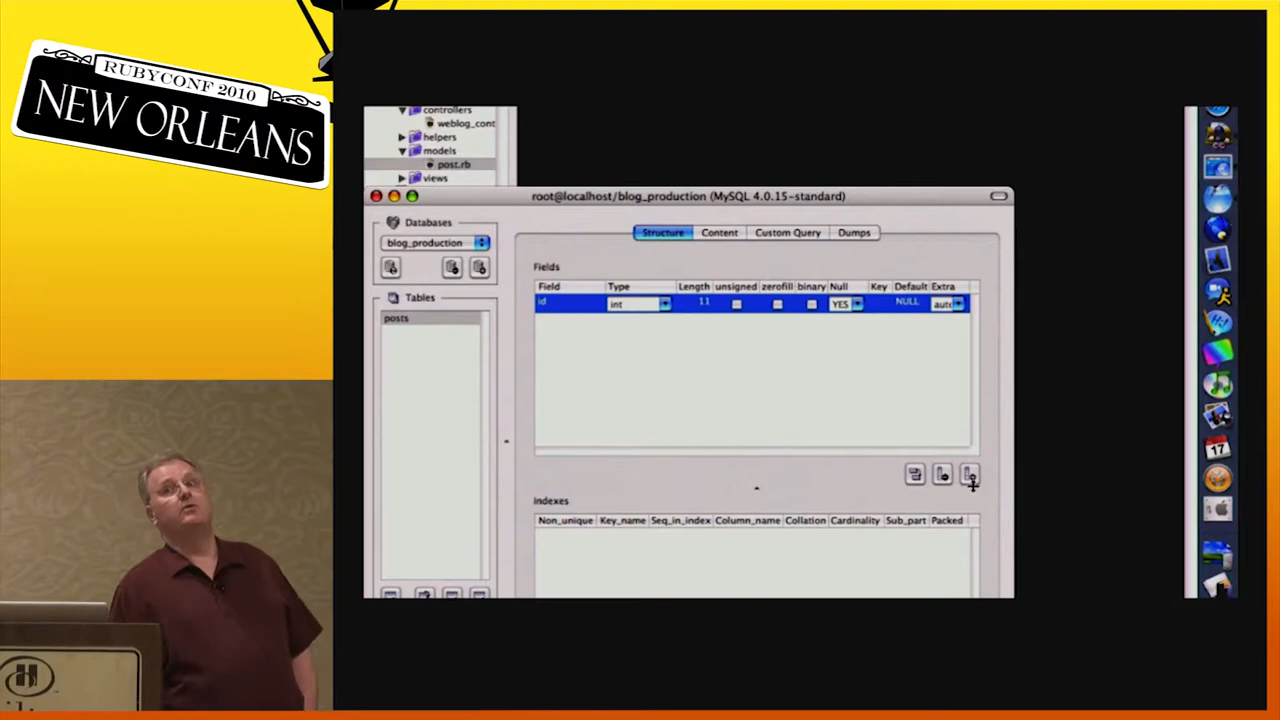 RUBYCONF 2010
NEW ORLEANS
controllers
weblog_cont
helpers
models
post.rb
views
root@localhost/blog_production (MySQL 4.0.15-standard)
Databases
blog_production
Tables
posts
Structure Content Custom Query Dumps
Fields
Field Type Length unsigned zerofill binary Null Key Default Extra
id int 11 YES NULL auto
Indexes
Non_unique Key_name Seq_in_index Column_name Collation Cardinality Sub_part Packed
17
H